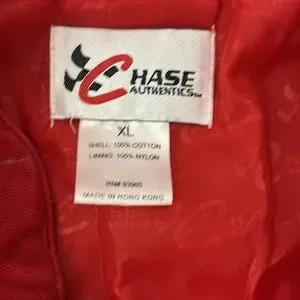 CHASE
AUTHENTICS
XL
SHELL: 100% COTTON
LINING: 100% NYLON
MADE IN HONG KONG